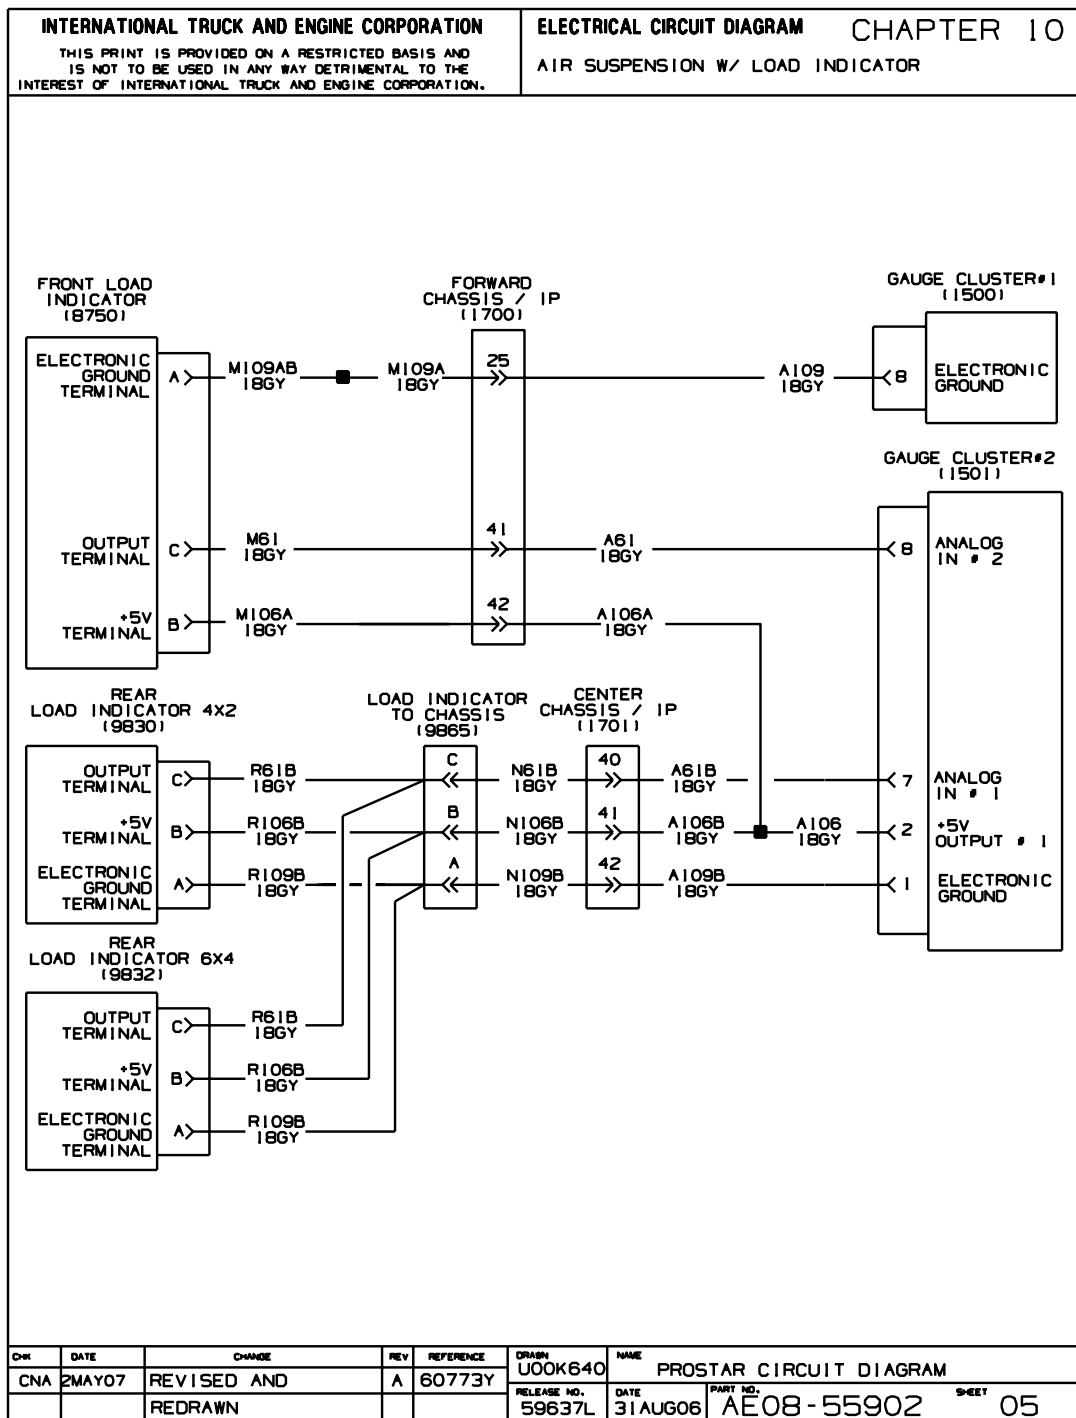 INTERNATIONAL TRUCK AND ENGINE CORPORATION
THIS PRINT IS PROVIDED ON A RESTRICTED BASIS AND
IS NOT TO BE USED IN ANY WAY DETRIMENTAL TO THE
INTEREST OF INTERNATIONAL TRUCK AND ENGINE CORPORATION.
ELECTRICAL CIRCUIT DIAGRAM CHAPTER 10
AIR SUSPENSION W/ LOAD INDICATOR
FRONT LOAD
INDICATOR
(8750)
ELECTRONIC
GROUND
TERMINAL
A
M109AB
18GY
M109A
18GY
FORWARD
CHASSIS / IP
(1700)
25
A109
18GY
GAUGE CLUSTER#1
(1500)
8
ELECTRONIC
GROUND
OUTPUT
TERMINAL
C
M61
18GY
41
A61
18GY
GAUGE CLUSTER#2
(1501)
8
ANALOG
IN # 2
+5V
TERMINAL
B
M106A
18GY
42
A106A
18GY
REAR
LOAD INDICATOR 4X2
(9830)
LOAD INDICATOR
TO CHASSIS
(9865)
CENTER
CHASSIS / IP
(1701)
OUTPUT
TERMINAL
C
R61B
18GY
C
N61B
18GY
40
A61B
18GY
7
ANALOG
IN # 1
+5V
TERMINAL
B
R106B
18GY
B
N106B
18GY
41
A106B
18GY
A106
18GY
2
+5V
OUTPUT # 1
ELECTRONIC
GROUND
TERMINAL
A
R109B
18GY
A
N109B
18GY
42
A109B
18GY
1
ELECTRONIC
GROUND
REAR
LOAD INDICATOR 6X4
(9832)
OUTPUT
TERMINAL
C
R61B
18GY
+5V
TERMINAL
B
R106B
18GY
ELECTRONIC
GROUND
TERMINAL
A
R109B
18GY
CHK DATE CHANGE REV REFERENCE
CNA 2MAY07 REVISED AND A 60773Y
REDRAWN
DRAWN
U00K640
NAME
PROSTAR CIRCUIT DIAGRAM
RELEASE NO.
59637L
DATE
31AUG06
PART NO.
AE08-55902
SHEET
05